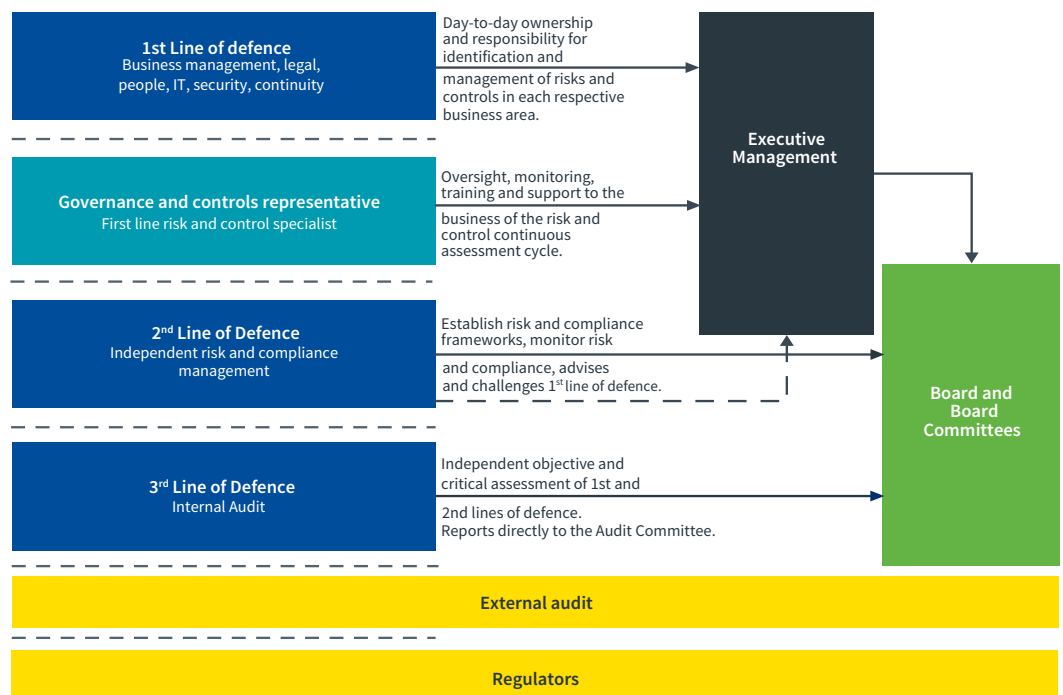 1st Line of defence
Business management, legal,
people, IT, security, continuity
Day-to-day ownership
and responsibility for
identification and
management of risks and
controls in each respective
business area.
Executive
Management
Governance and controls representative
First line risk and control specialist
Oversight, monitoring,
training and support to the
business of the risk and
control continuous
assessment cycle.
2nd Line of Defence
Independent risk and compliance
management
Establish risk and compliance
frameworks, monitor risk
and compliance, advises
and challenges 1st line of defence.
Board and
Board
Committees
3rd Line of Defence
Internal Audit
Independent objective and
critical assessment of 1st and
2nd lines of defence.
Reports directly to the Audit Committee.
External audit
Regulators